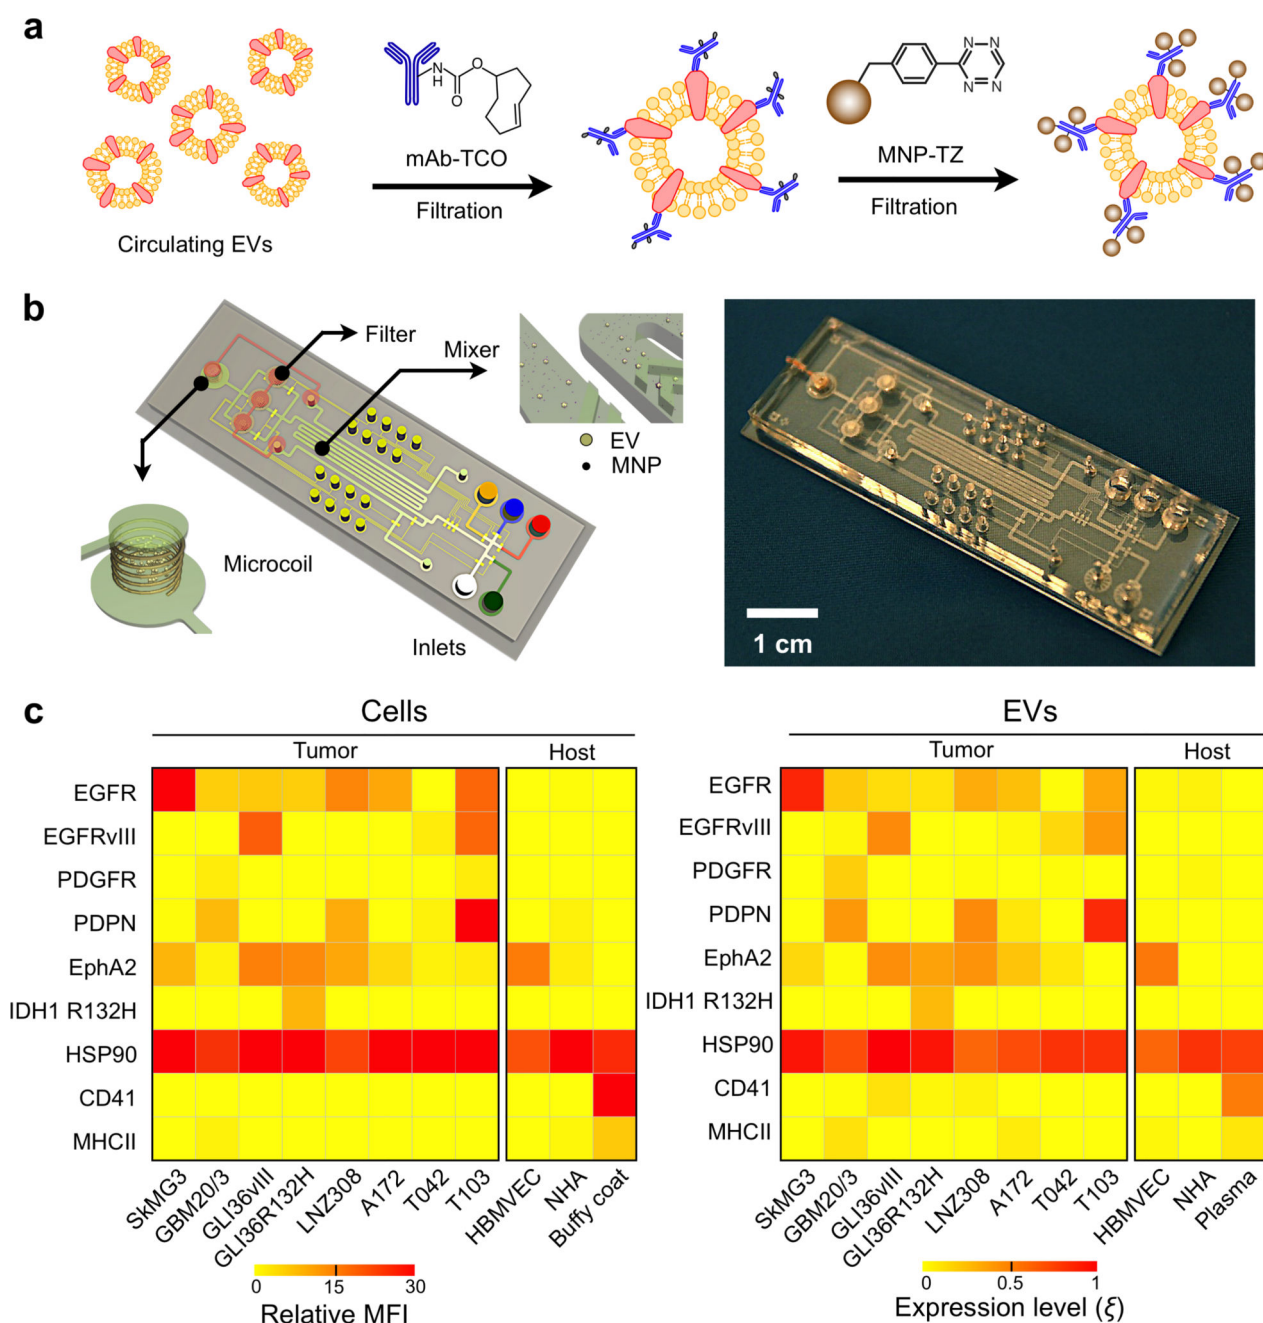 a
N
H
O
O
mAb-TCO
Filtration
Circulating EVs
N N
N N
MNP-TZ
Filtration
b
Filter
Mixer
EV
MNP
Microcoil
Inlets
1 cm
c
Cells
Tumor
Host
EGFR
EGFRvIII
PDGFR
PDPN
EphA2
IDH1 R132H
HSP90
CD41
MHCII
SkMG3
GBM20/3
GLI36vIII
GLI36R132H
LNZ308
A172
T042
T103
HBMVEC
NHA
Buffy coat
0 15 30
Relative MFI
EVs
Tumor
Host
EGFR
EGFRvIII
PDGFR
PDPN
EphA2
IDH1 R132H
HSP90
CD41
MHCII
SkMG3
GBM20/3
GLI36vIII
GLI36R132H
LNZ308
A172
T042
T103
HBMVEC
NHA
Plasma
0 0.5 1
Expression level (ξ)